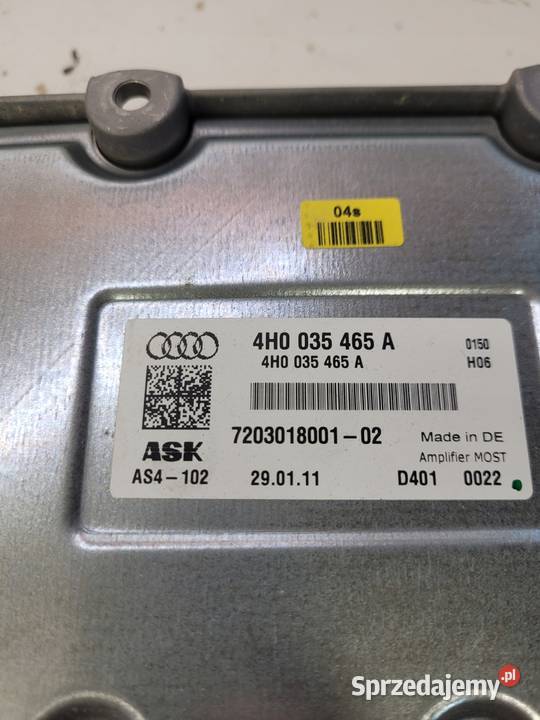 04s
4H0 035 465 A 0150
4H0 035 465 A H06
7203018001-02 Made in DE
ASK Amplifier MOST
AS4-102 29.01.11 D401 0022
Sprzedajemy.pl